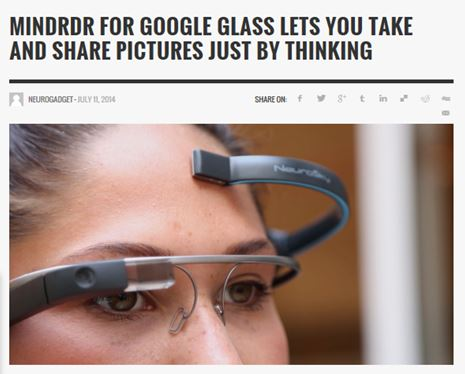 MINDRDR FOR GOOGLE GLASS LETS YOU TAKE
AND SHARE PICTURES JUST BY THINKING
NEUROGADGET - JULY 11, 2014
SHARE ON:
NeuroSky